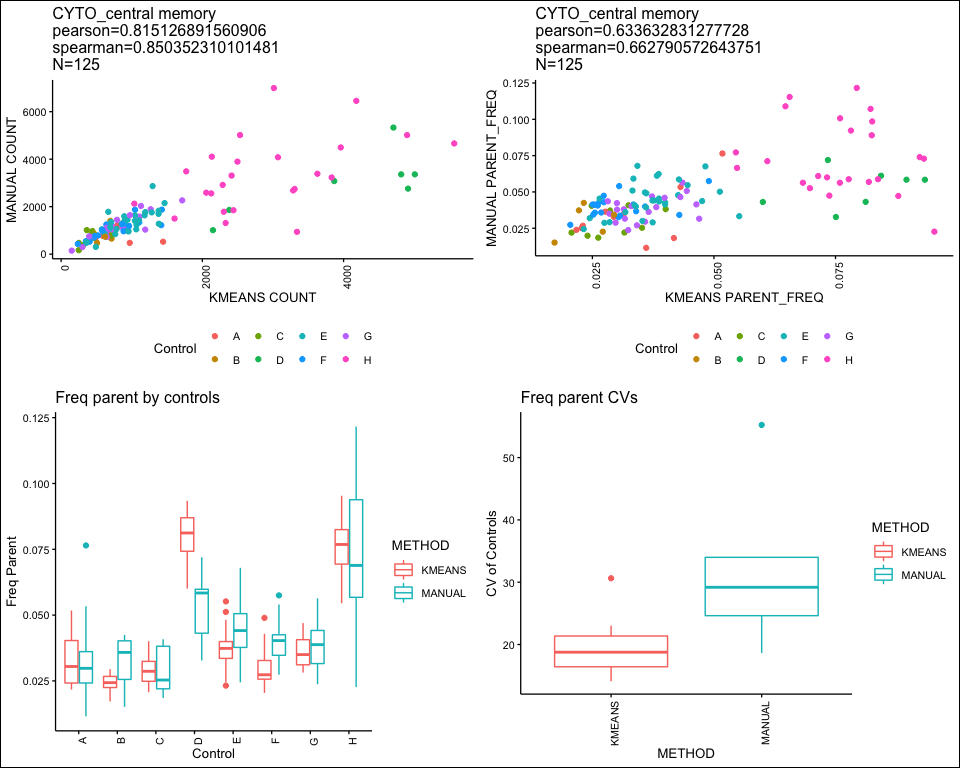 CYTO_central memory
pearson=0.815126891560906
spearman=0.850352310101481
N=125
MANUAL COUNT
6000
4000
2000
0
0
2000
4000
KMEANS COUNT
Control
A
C
E
G
B
D
F
H
CYTO_central memory
pearson=0.633632831277728
spearman=0.662790572643751
N=125
MANUAL PARENT_FREQ
0.125
0.100
0.075
0.050
0.025
0.025
0.050
0.075
KMEANS PARENT_FREQ
Control
A
C
E
G
B
D
F
H
Freq parent by controls
Freq Parent
0.125
0.100
0.075
0.050
0.025
A
B
C
D
E
F
G
H
Control
METHOD
KMEANS
MANUAL
Freq parent CVs
CV of Controls
50
40
30
20
KMEANS
MANUAL
METHOD
METHOD
KMEANS
MANUAL